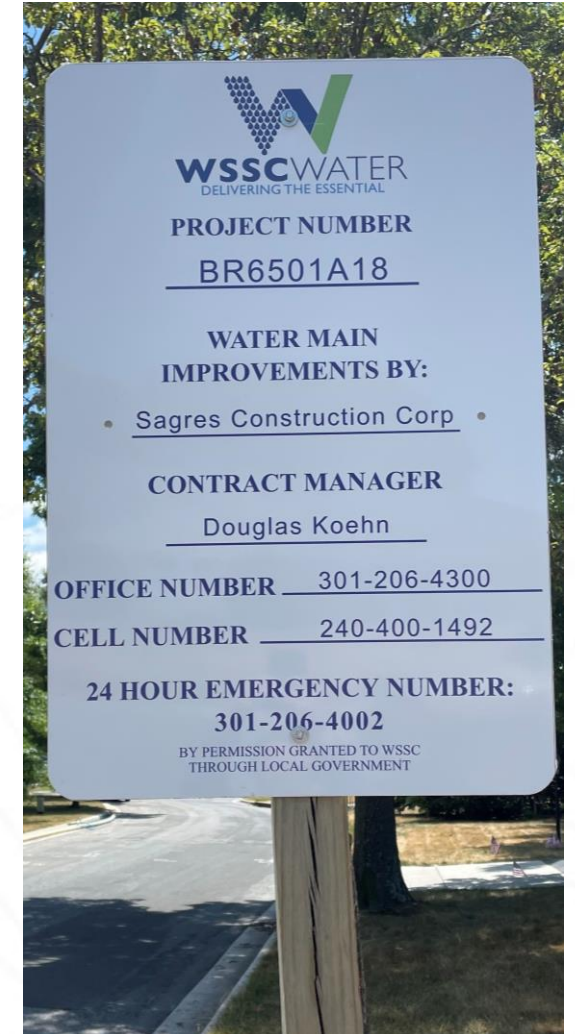 WSSCWATER
DELIVERING THE ESSENTIAL
PROJECT NUMBER
BR6501A18
WATER MAIN
IMPROVEMENTS BY:
Sagres Construction Corp
CONTRACT MANAGER
Douglas Koehn
OFFICE NUMBER 301-206-4300
CELL NUMBER 240-400-1492
24 HOUR EMERGENCY NUMBER:
301-206-4002
BY PERMISSION GRANTED TO WSSC
THROUGH LOCAL GOVERNMENT